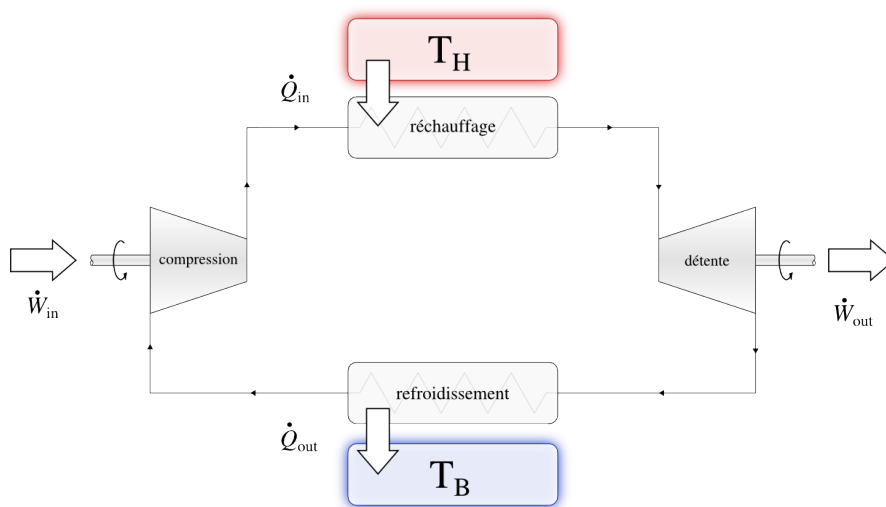 T_H
Q̇_in
réchauffage
compression
détente
Ẇ_in
Ẇ_out
refroidissement
Q̇_out
T_B